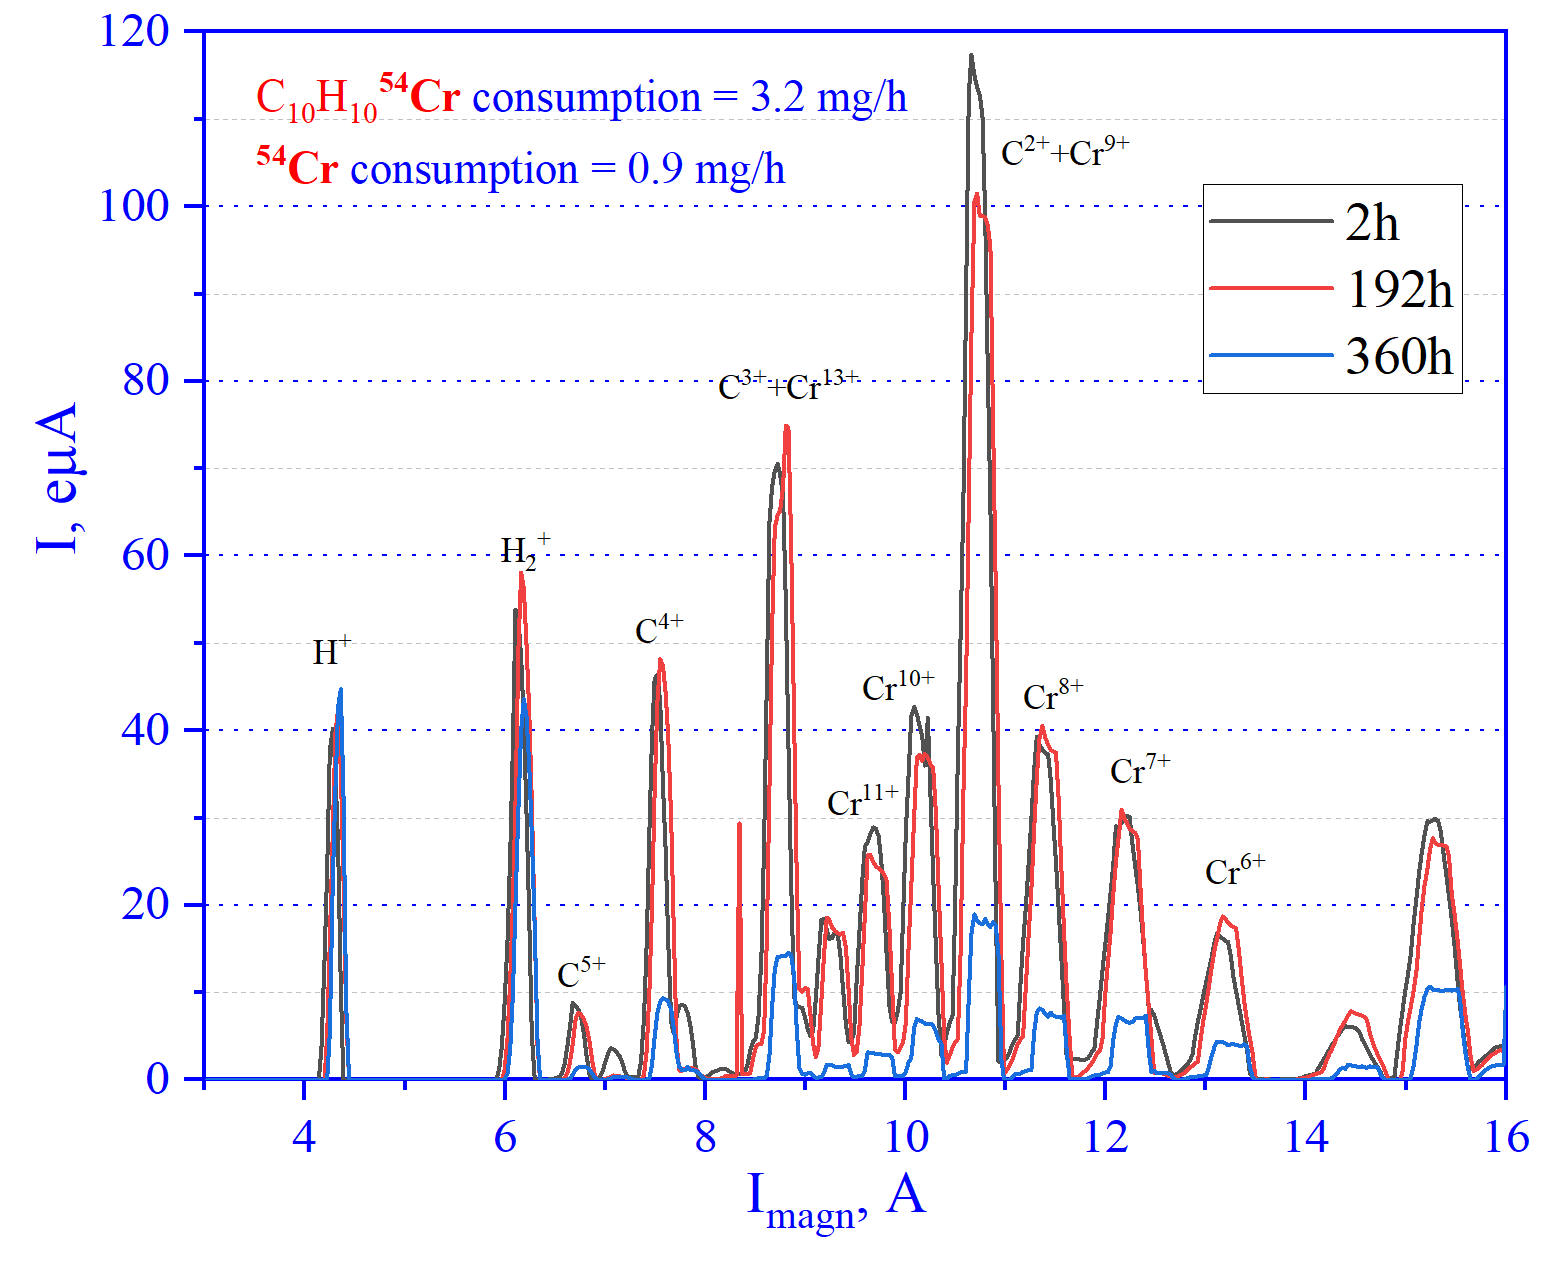 120
100
80
60
40
20
0
I, eμA
C₁₀H₁₀⁵⁴Cr consumption = 3.2 mg/h
⁵⁴Cr consumption = 0.9 mg/h
C²⁺+Cr⁹⁺
2h
192h
360h
C³⁺+Cr¹³⁺
H₂⁺
H⁺
C⁴⁺
Cr¹⁰⁺
Cr⁸⁺
Cr¹¹⁺
Cr⁷⁺
Cr⁶⁺
C⁵⁺
4 6 8 10 12 14 16
Iₘₐgₙ, A